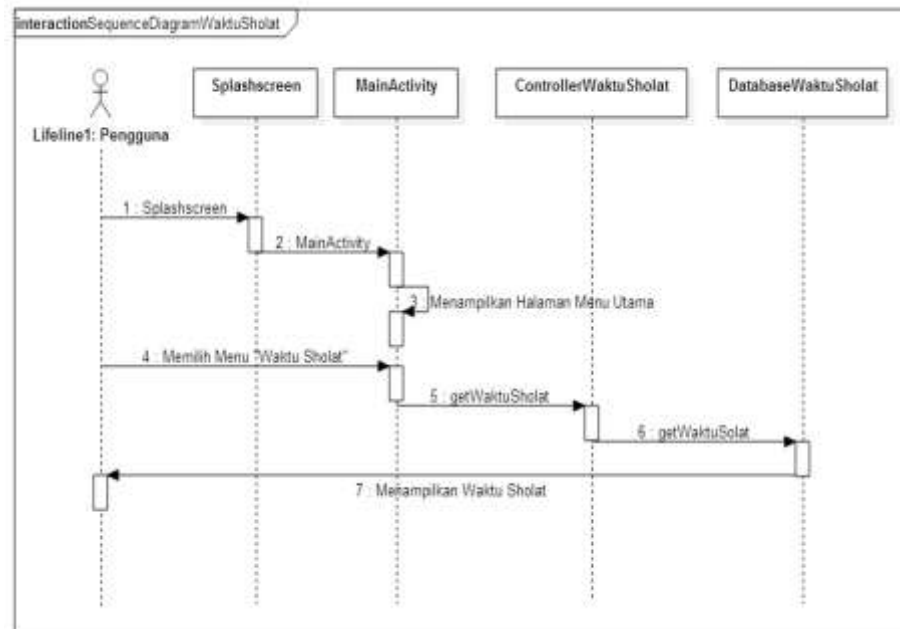 interactionSequenceDiagramWaktuSholat
Splashscreen
MainActivity
ControllerWaktuSholat
DatabaseWaktuSholat
Lifeline1: Pengguna
1 : Splashscreen
2 : MainActivity
3 : Menampilkan Halaman Menu Utama
4 : Memilih Menu "Waktu Sholat"
5 : getWaktuSholat
6 : getWaktuSolat
7 : Menampilkan Waktu Sholat